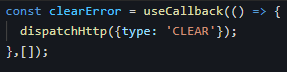 const clearError = useCallback(() => {
  dispatchHttp({type: 'CLEAR'});
},[]);